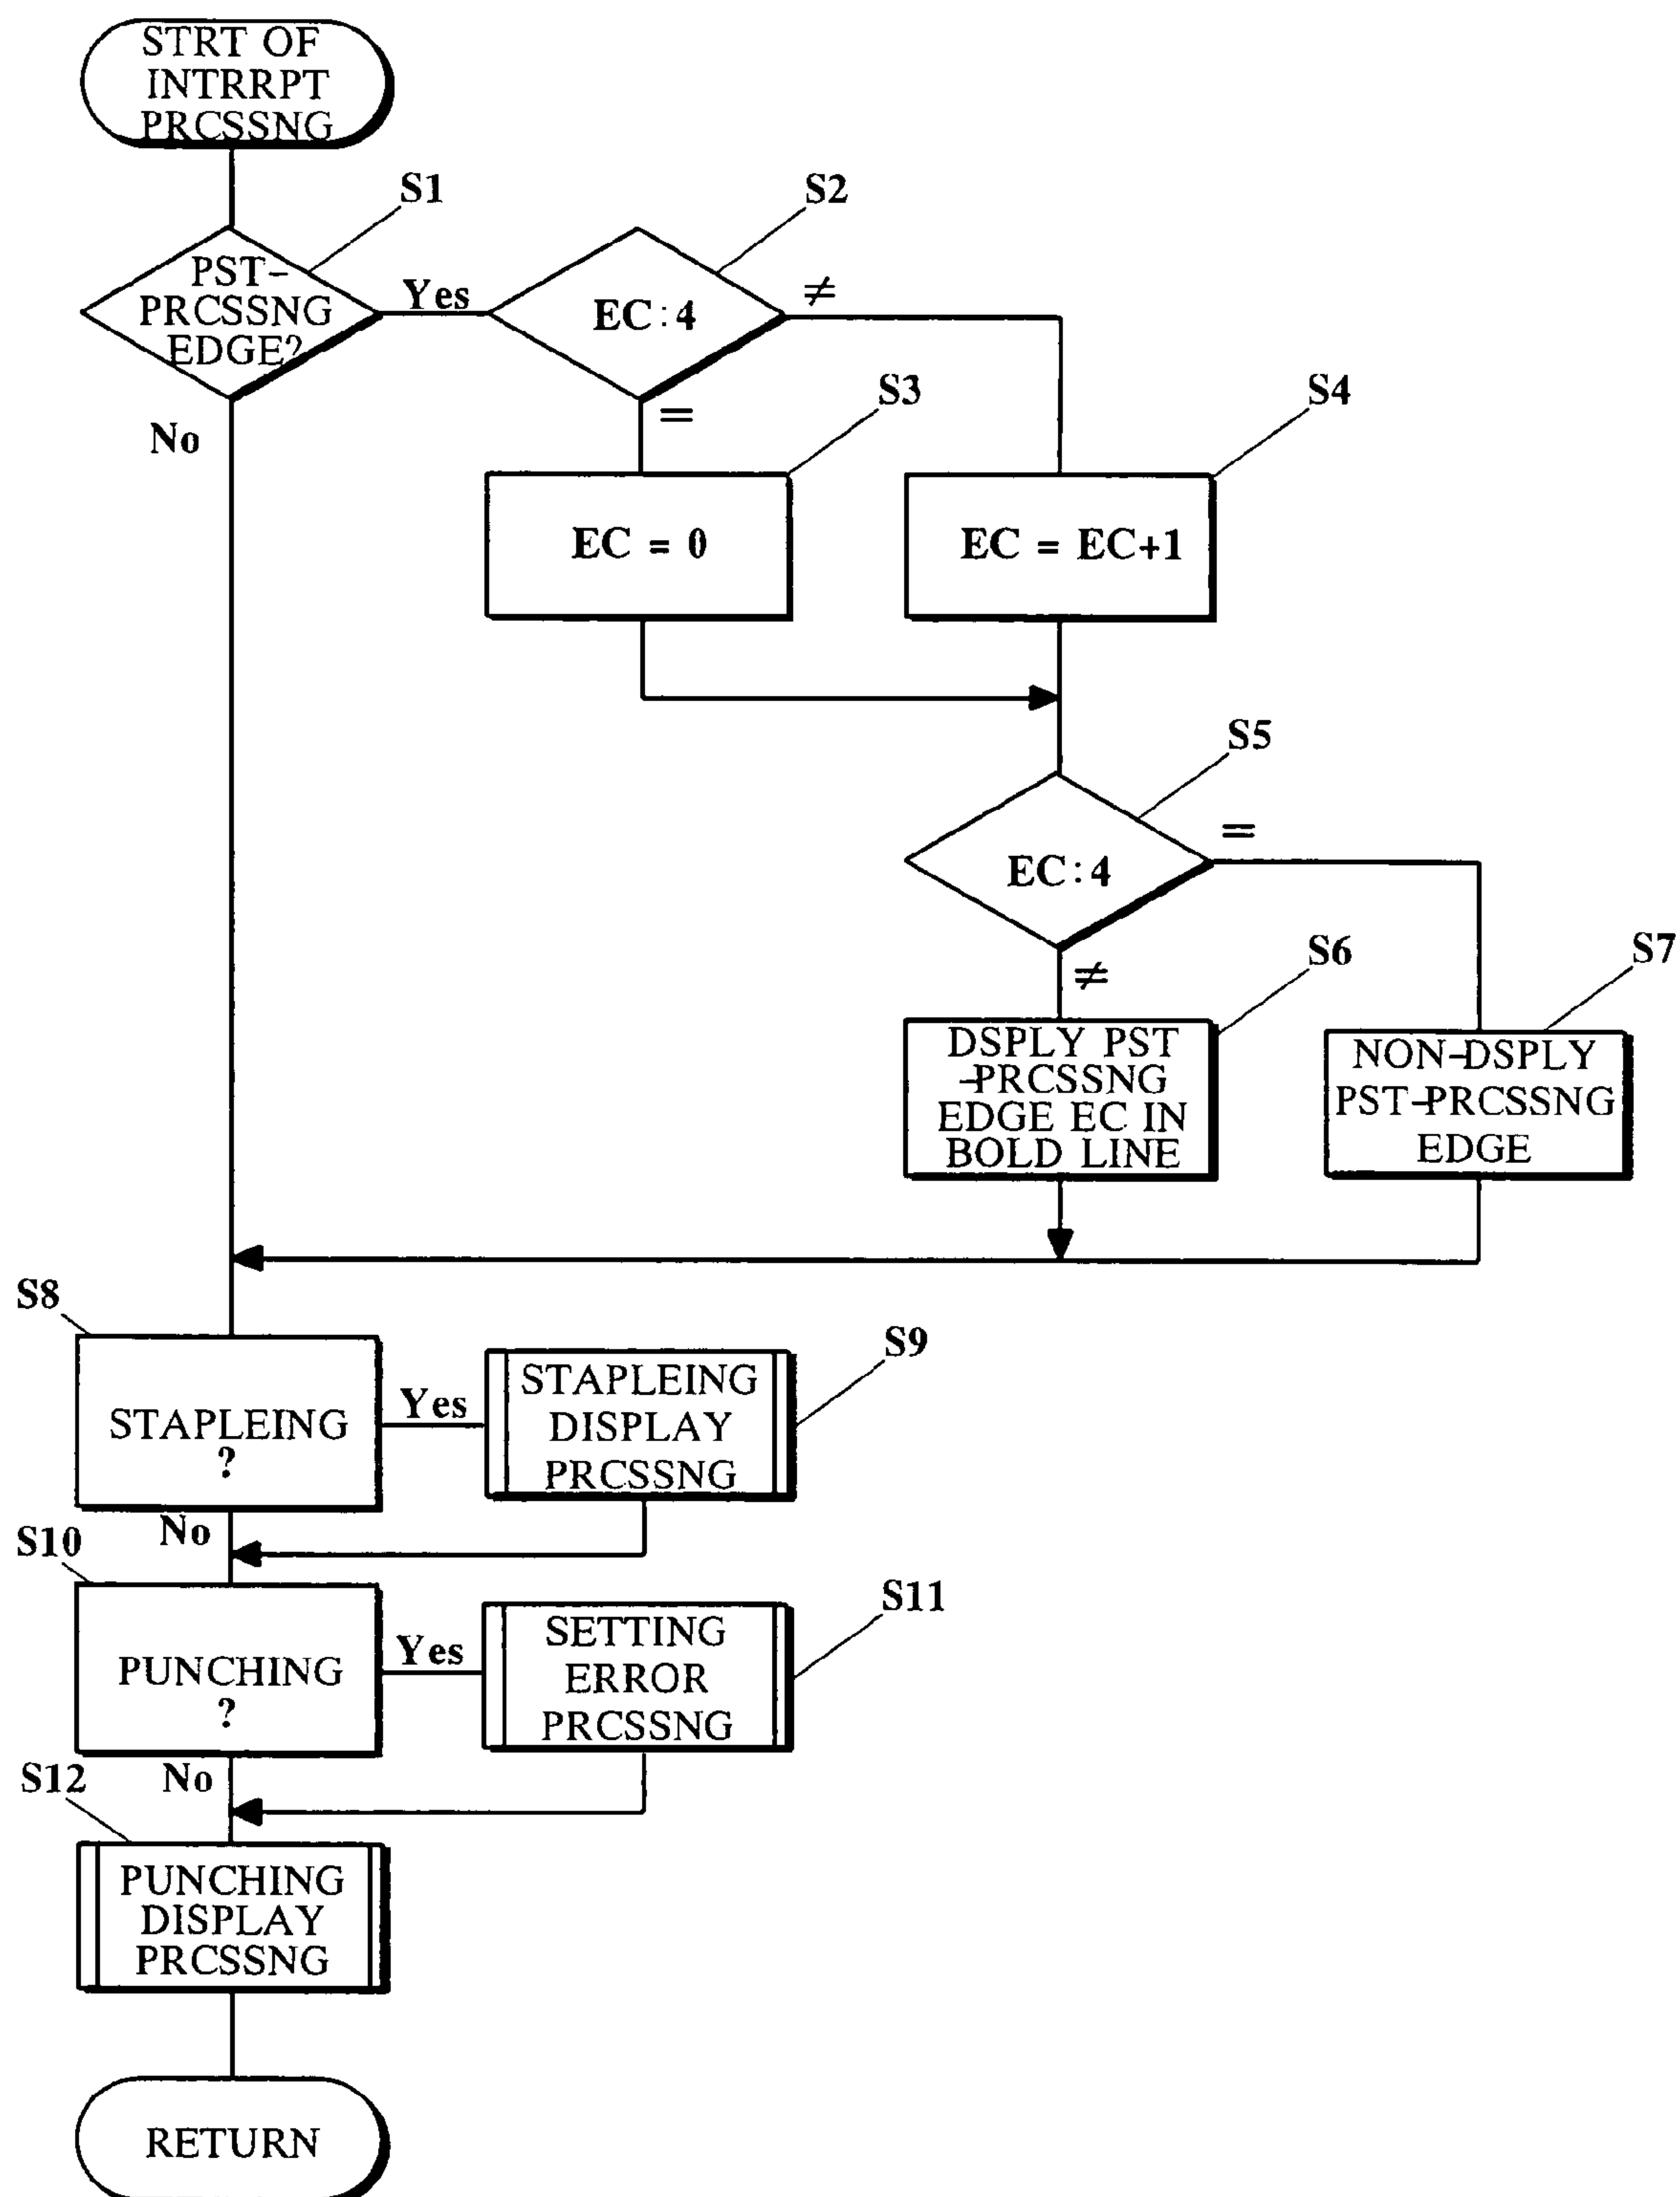 STRT OF
INTRRPT
PRCSSNG
S1
PST-
PRCSSNG
EDGE?
Yes
No
S2
EC:4
≠
=
S3
EC = 0
S4
EC = EC+1
S5
EC:4
=
≠
S6
DSPLY PST
-PRCSSNG
EDGE EC IN
BOLD LINE
S7
NON-DSPLY
PST-PRCSSNG
EDGE
S8
STAPLEING
?
Yes
No
S9
STAPLEING
DISPLAY
PRCSSNG
S10
PUNCHING
?
Yes
No
S11
SETTING
ERROR
PRCSSNG
S12
PUNCHING
DISPLAY
PRCSSNG
RETURN